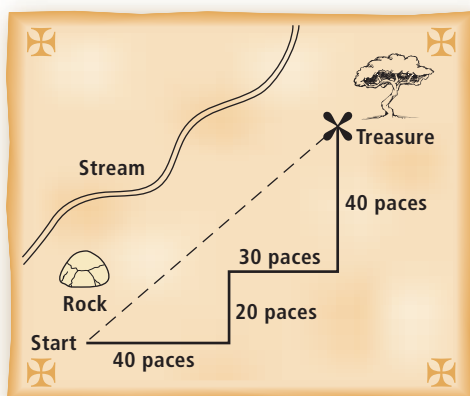 Treasure
Stream
40 paces
30 paces
Rock
20 paces
Start
40 paces